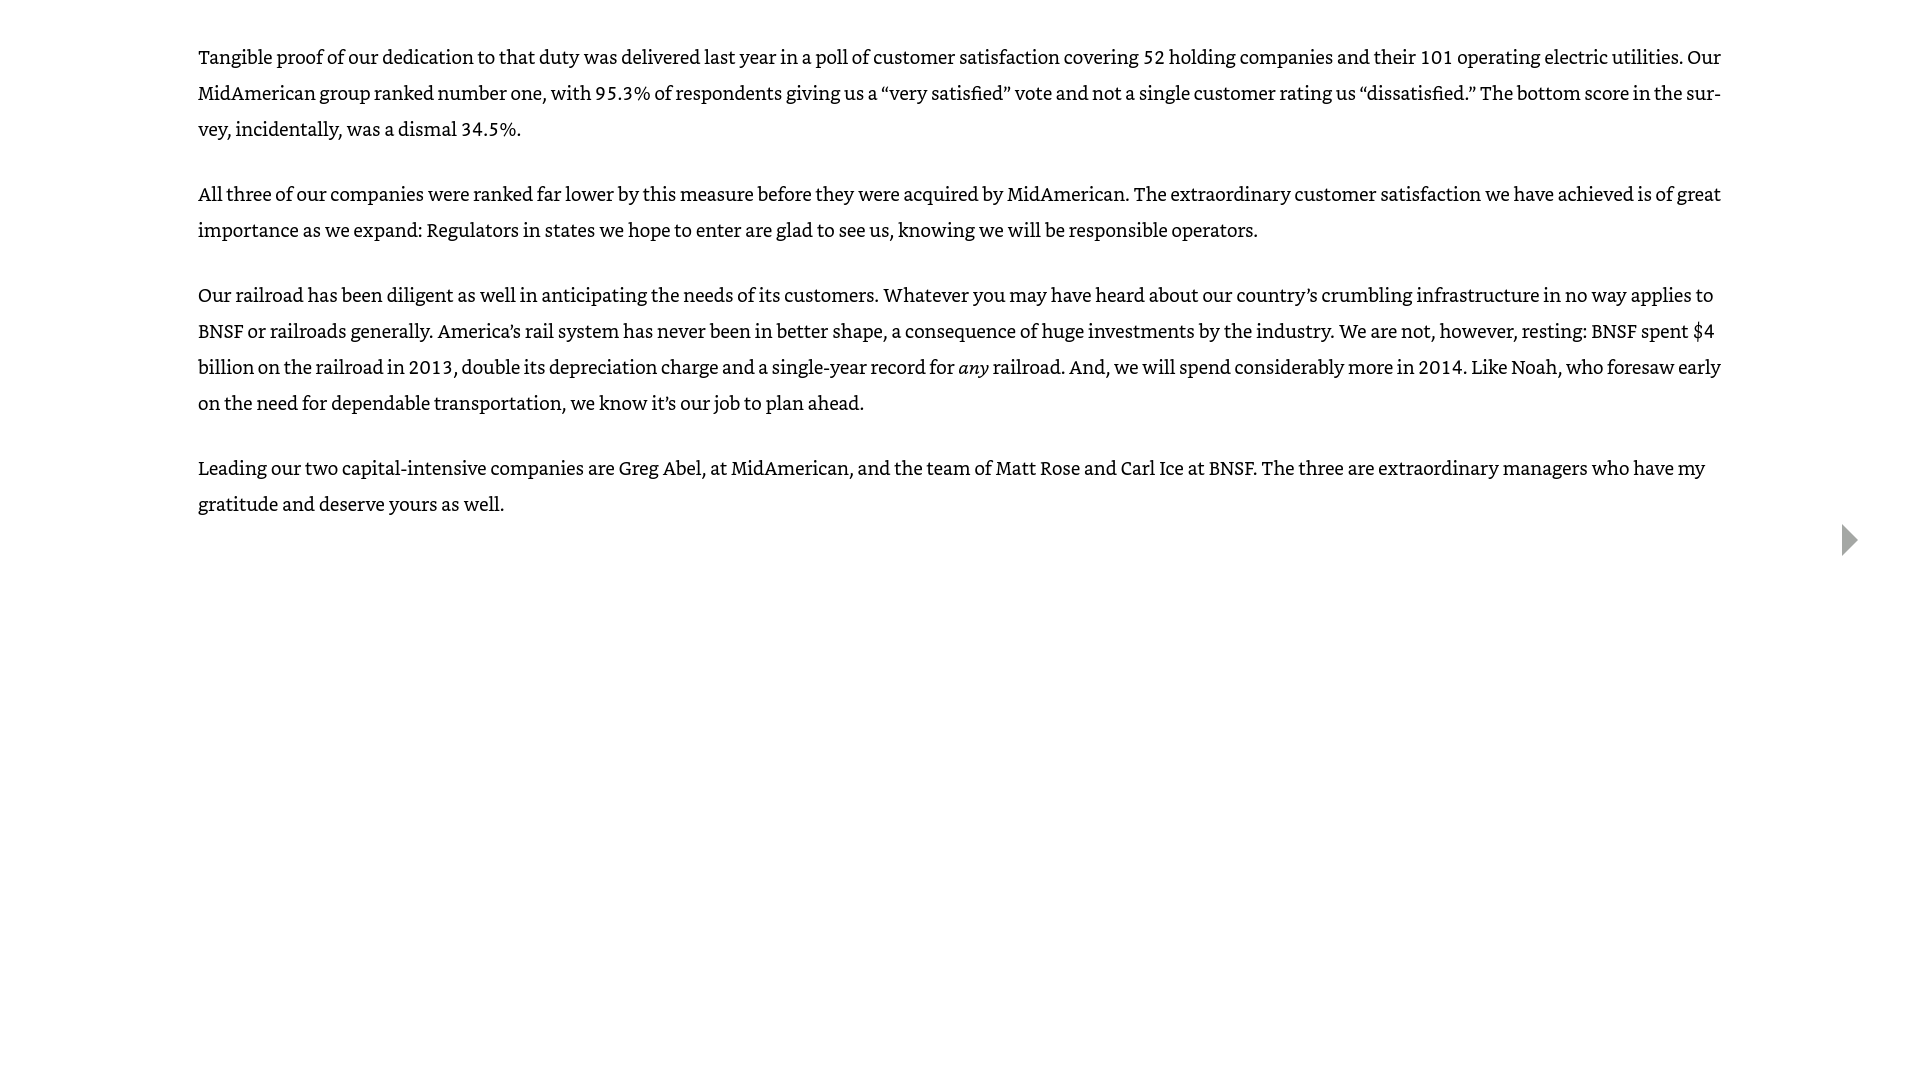 Tangible proof of our dedication to that duty was delivered last year in a poll of customer satisfaction covering 52 holding companies and their 101 operating electric utilities. Our
MidAmerican group ranked number one, with 95.3% of respondents giving us a “very satisfied” vote and not a single customer rating us “dissatisfied.” The bottom score in the sur-
vey, incidentally, was a dismal 34.5%.
All three of our companies were ranked far lower by this measure before they were acquired by MidAmerican. The extraordinary customer satisfaction we have achieved is of great
importance as we expand: Regulators in states we hope to enter are glad to see us, knowing we will be responsible operators.
Our railroad has been diligent as well in anticipating the needs of its customers. Whatever you may have heard about our country’s crumbling infrastructure in no way applies to
BNSF or railroads generally. America’s rail system has never been in better shape, a consequence of huge investments by the industry. We are not, however, resting: BNSF spent $4
billion on the railroad in 2013, double its depreciation charge and a single-year record for any railroad. And, we will spend considerably more in 2014. Like Noah, who foresaw early
on the need for dependable transportation, we know it’s our job to plan ahead.
Leading our two capital-intensive companies are Greg Abel, at MidAmerican, and the team of Matt Rose and Carl Ice at BNSF. The three are extraordinary managers who have my
gratitude and deserve yours as well.